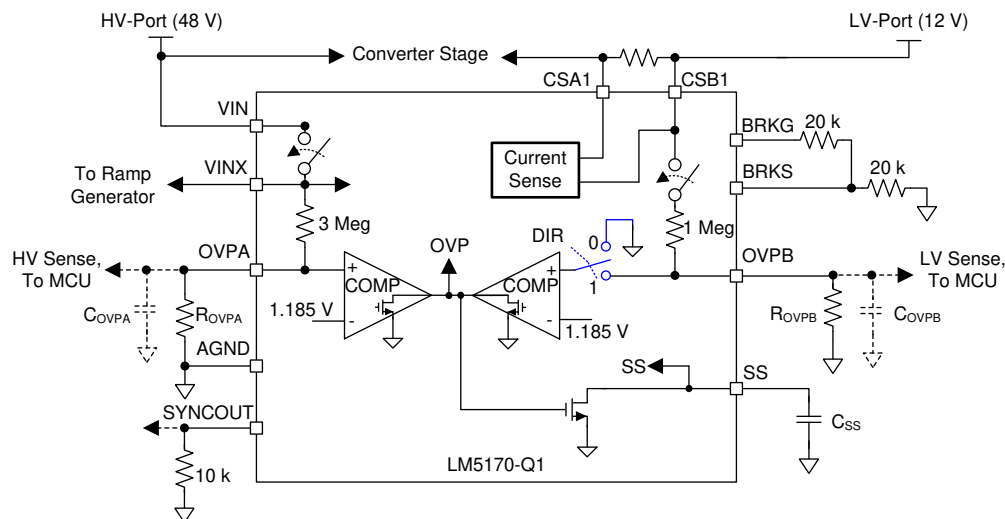 HV-Port (48 V)
LV-Port (12 V)
Converter Stage
CSA1
CSB1
VIN
BRKG
20 k
Current
Sense
VINX
BRKS
20 k
To Ramp
Generator
3 Meg
1 Meg
DIR
0
OVP
HV Sense,
To MCU
OVPA
OVPB
LV Sense,
To MCU
+
COMP
+
COMP
1
COVPA
ROVPA
1.185 V
-
-
1.185 V
ROVPB
COVPB
AGND
SS
SS
SYNCOUT
CSS
10 k
LM5170-Q1